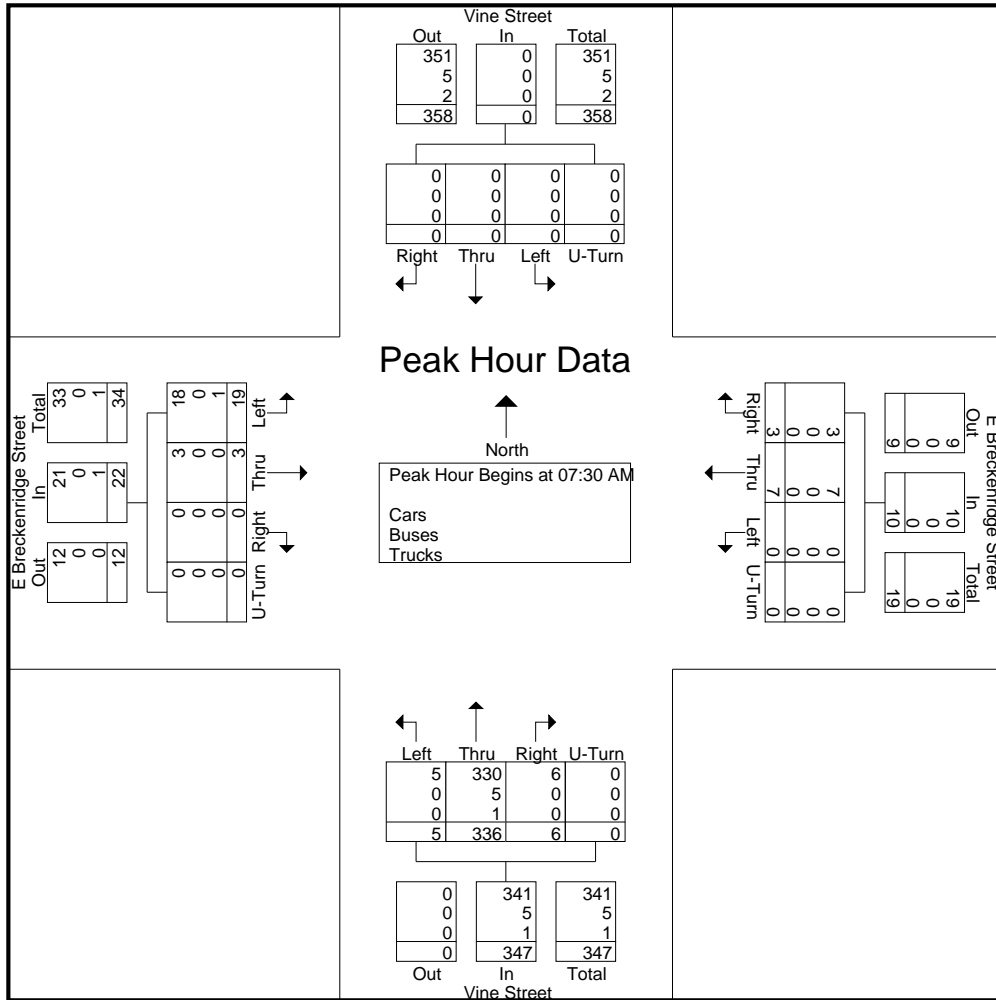 Vine Street
Out In Total
351 0 351
5 0 5
2 0 2
358 0 358
0 0 0 0
0 0 0 0
0 0 0 0
0 0 0 0
Right Thru Left U-Turn
Peak Hour Data
North
Peak Hour Begins at 07:30 AM
Cars
Buses
Trucks
E Breckenridge Street
Out In Total
12 21 33
0 0 0
0 1 1
12 22 34
0 0 3 18
0 0 0 0
0 0 0 1
0 0 3 19
U-Turn Right Thru Left
E Breckenridge Street
Out In Total
9 10 19
0 0 0
0 0 0
9 10 19
3 7 0 0
0 0 0 0
0 0 0 0
3 7 0 0
Right Thru Left U-Turn
Left Thru Right U-Turn
5 330 6 0
0 5 0 0
0 1 0 0
5 336 6 0
0 341 341
0 5 5
0 1 1
0 347 347
Out In Total
Vine Street